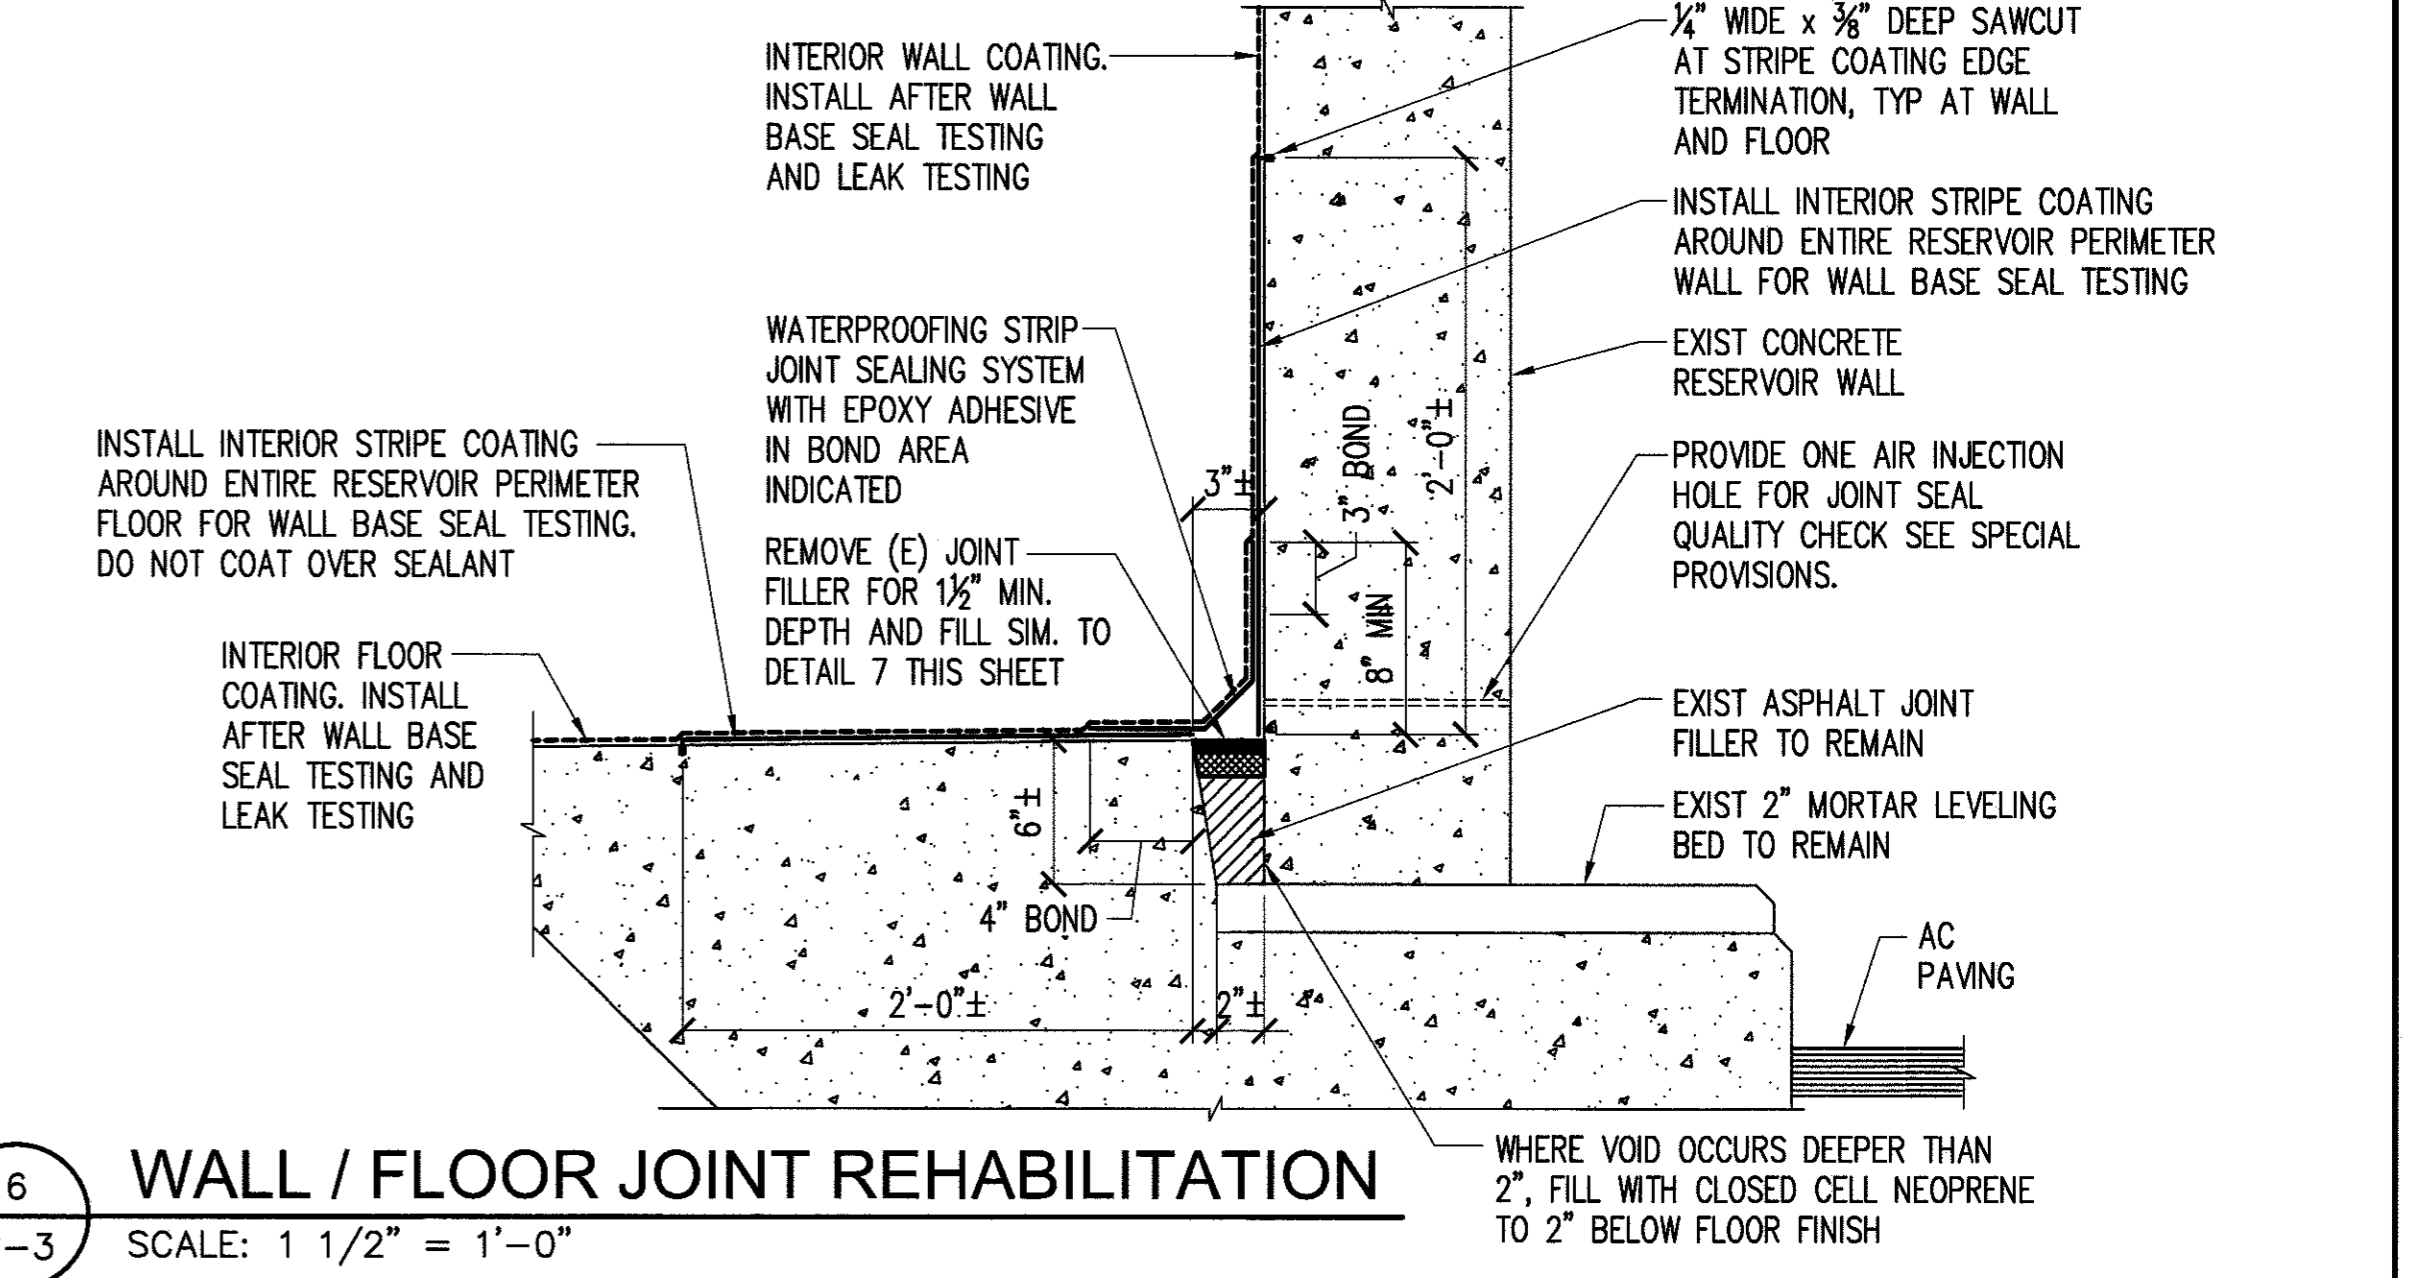 INTERIOR WALL COATING.
INSTALL AFTER WALL
BASE SEAL TESTING
AND LEAK TESTING
1/4" WIDE x 3/8" DEEP SAWCUT
AT STRIPE COATING EDGE
TERMINATION, TYP AT WALL
AND FLOOR
INSTALL INTERIOR STRIPE COATING
AROUND ENTIRE RESERVOIR PERIMETER
WALL FOR WALL BASE SEAL TESTING
WATERPROOFING STRIP
JOINT SEALING SYSTEM
WITH EPOXY ADHESIVE
IN BOND AREA
INDICATED
EXIST CONCRETE
RESERVOIR WALL
INSTALL INTERIOR STRIPE COATING
AROUND ENTIRE RESERVOIR PERIMETER
FLOOR FOR WALL BASE SEAL TESTING.
DO NOT COAT OVER SEALANT
PROVIDE ONE AIR INJECTION
HOLE FOR JOINT SEAL
QUALITY CHECK SEE SPECIAL
PROVISIONS.
REMOVE (E) JOINT
FILLER FOR 1 1/2" MIN.
DEPTH AND FILL SIM. TO
DETAIL 7 THIS SHEET
INTERIOR FLOOR
COATING. INSTALL
AFTER WALL BASE
SEAL TESTING AND
LEAK TESTING
3"±
3" BOND
2'-0"±
8" MIN
EXIST ASPHALT JOINT
FILLER TO REMAIN
EXIST 2" MORTAR LEVELING
BED TO REMAIN
6"±
4" BOND
2'-0"±
2"±
AC
PAVING
WHERE VOID OCCURS DEEPER THAN
2", FILL WITH CLOSED CELL NEOPRENE
TO 2" BELOW FLOOR FINISH
6
-3
WALL / FLOOR JOINT REHABILITATION
SCALE: 1 1/2" = 1'-0"